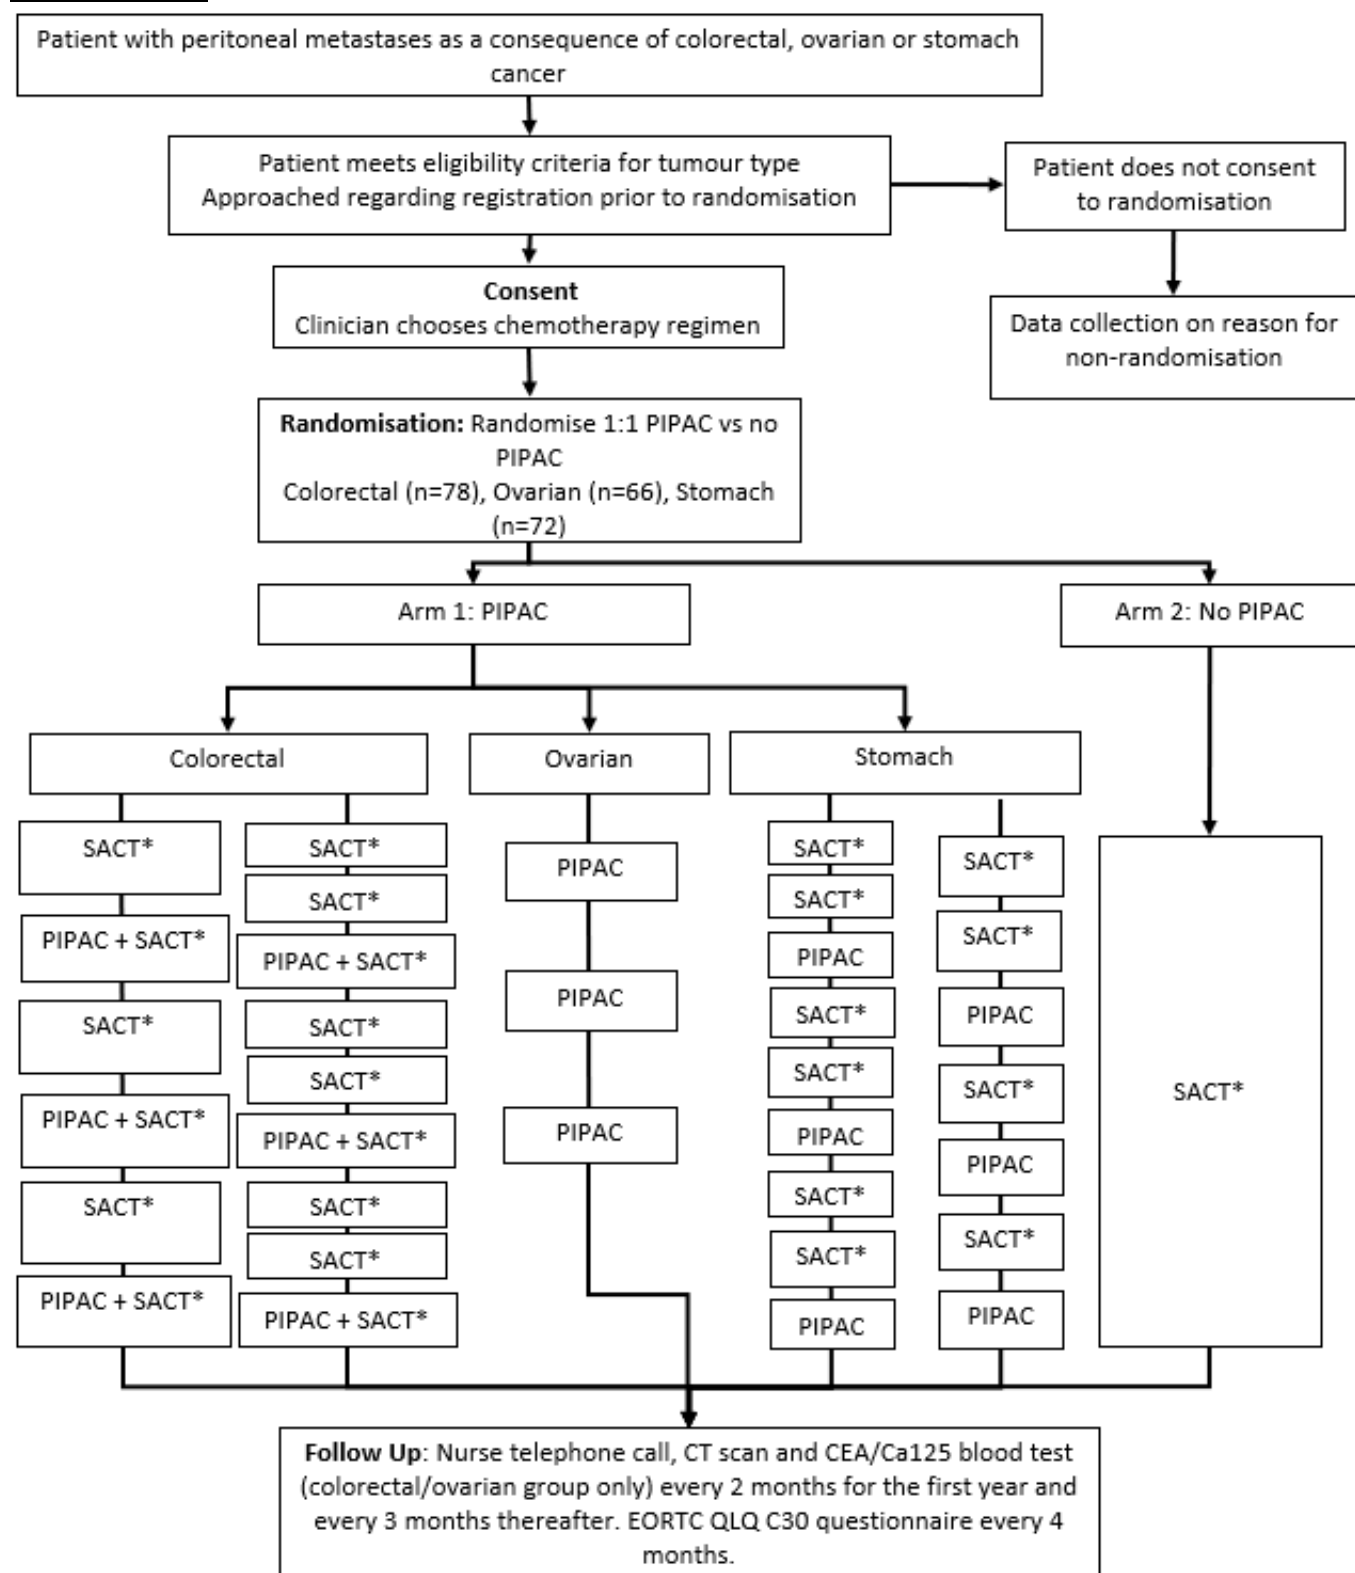 Patient with peritoneal metastases as a consequence of colorectal, ovarian or stomach
cancer
Patient meets eligibility criteria for tumour type
Approached regarding registration prior to randomisation
Patient does not consent
to randomisation
Consent
Clinician chooses chemotherapy regimen
Data collection on reason for
non-randomisation
Randomisation: Randomise 1:1 PIPAC vs no
PIPAC
Colorectal (n=78), Ovarian (n=66), Stomach
(n=72)
Arm 1: PIPAC
Arm 2: No PIPAC
Colorectal
Ovarian
Stomach
SACT*
PIPAC + SACT*
SACT*
PIPAC + SACT*
SACT*
PIPAC + SACT*
SACT*
SACT*
PIPAC + SACT*
SACT*
SACT*
PIPAC + SACT*
SACT*
SACT*
PIPAC + SACT*
PIPAC
PIPAC
PIPAC
SACT*
SACT*
PIPAC
SACT*
SACT*
PIPAC
SACT*
SACT*
PIPAC
SACT*
SACT*
PIPAC
SACT*
PIPAC
SACT*
PIPAC
SACT*
Follow Up: Nurse telephone call, CT scan and CEA/Ca125 blood test
(colorectal/ovarian group only) every 2 months for the first year and
every 3 months thereafter. EORTC QLQ C30 questionnaire every 4
months.